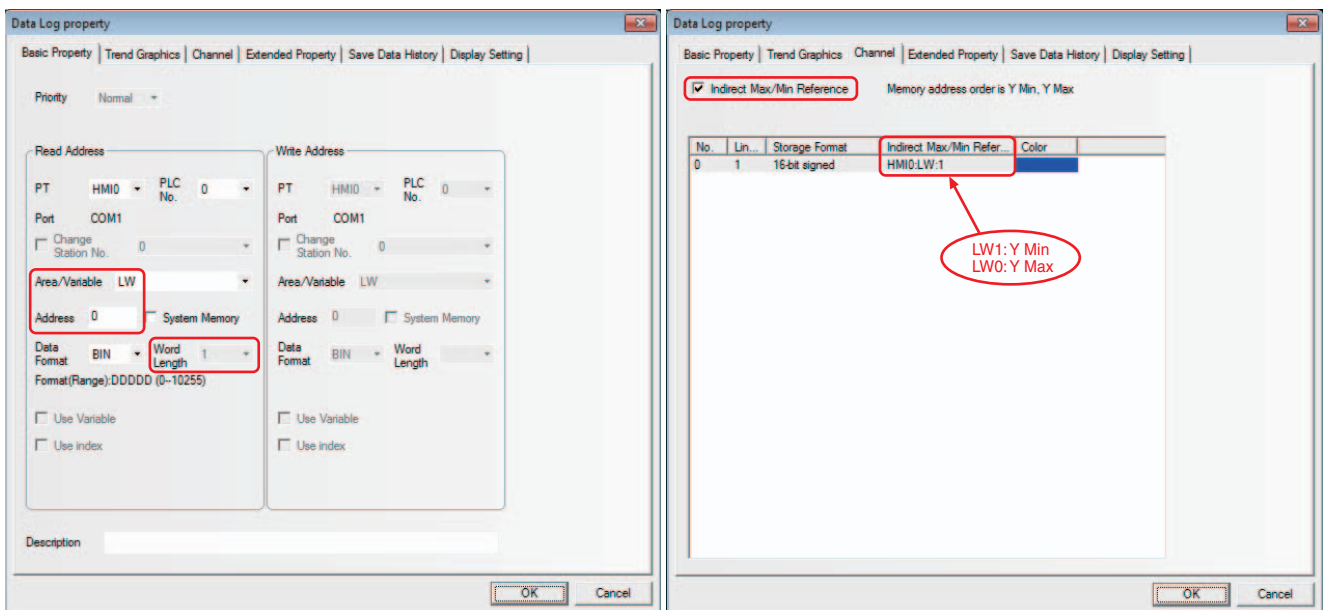 Data Log property
Basic Property Trend Graphics Channel Extended Property Save Data History Display Setting
Priority Normal
Read Address
PT HMI0 PLC No. 0
Port COM1
Change Station No. 0
Area/Variable LW
Address 0 System Memory
Data Format BIN Word Length 1
Format(Range):DDDDD (0--10255)
Use Variable
Use index
Write Address
PT HMI0 PLC No. 0
Port COM1
Change Station No. 0
Area/Variable LW
Address 0 System Memory
Data Format BIN Word Length
Use Variable
Use index
Description
OK Cancel
Data Log property
Basic Property Trend Graphics Channel Extended Property Save Data History Display Setting
Indirect Max/Min Reference Memory address order is Y Min, Y Max
No. Lin... Storage Format Indirect Max/Min Refer... Color
0 1 16-bit signed HMI0:LW:1
LW1: Y Min
LW0: Y Max
OK Cancel